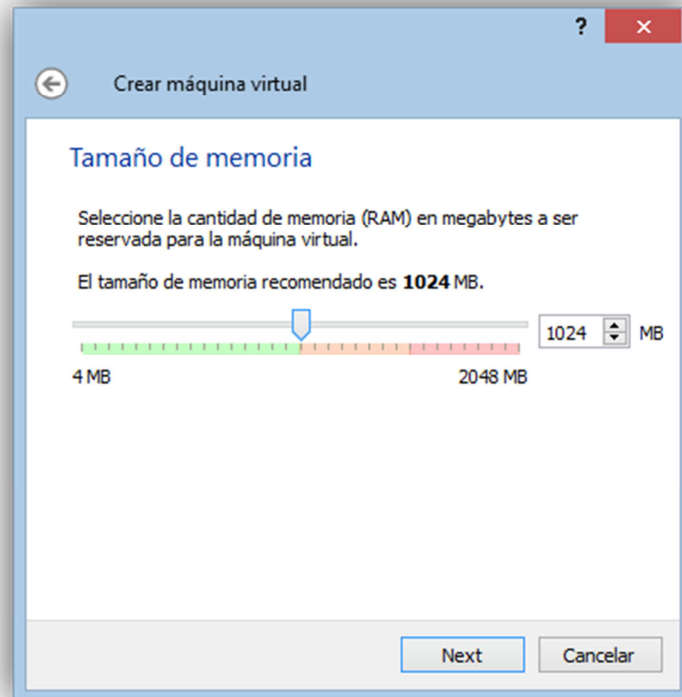 ?
Crear máquina virtual
Tamaño de memoria
Seleccione la cantidad de memoria (RAM) en megabytes a ser
reservada para la máquina virtual.
El tamaño de memoria recomendado es 1024 MB.
1024 MB
4 MB 2048 MB
Next Cancelar